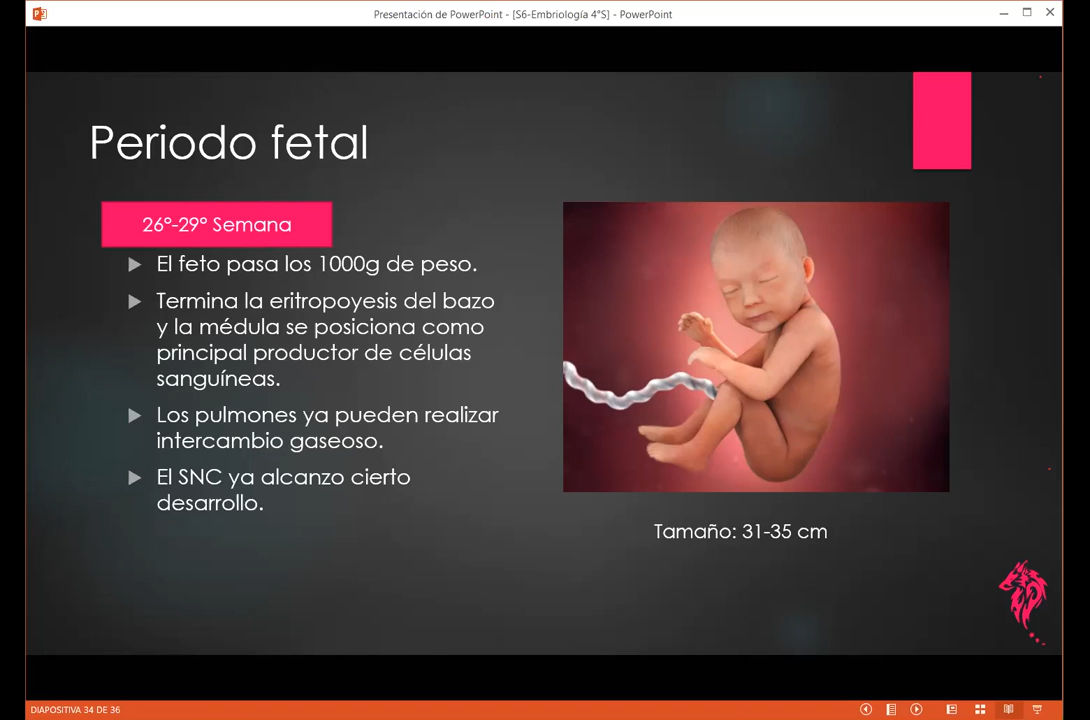 Presentación de PowerPoint - [S6-Embriología 4°S] - PowerPoint
Periodo fetal
26°-29° Semana
El feto pasa los 1000g de peso.
Termina la eritropoyesis del bazo
y la médula se posiciona como
principal productor de células
sanguíneas.
Los pulmones ya pueden realizar
intercambio gaseoso.
El SNC ya alcanzo cierto
desarrollo.
Tamaño: 31-35 cm
DIAPOSITIVA 34 DE 36